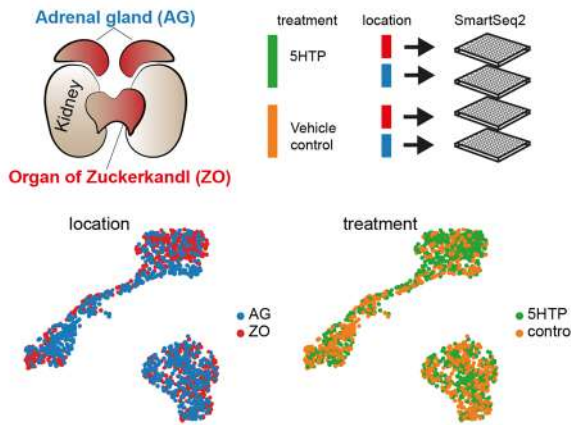 Adrenal gland (AG)
Kidney
Organ of Zuckerkandl (ZO)
treatment location SmartSeq2
5HTP
Vehicle
control
location
AG
ZO
treatment
5HTP
contro